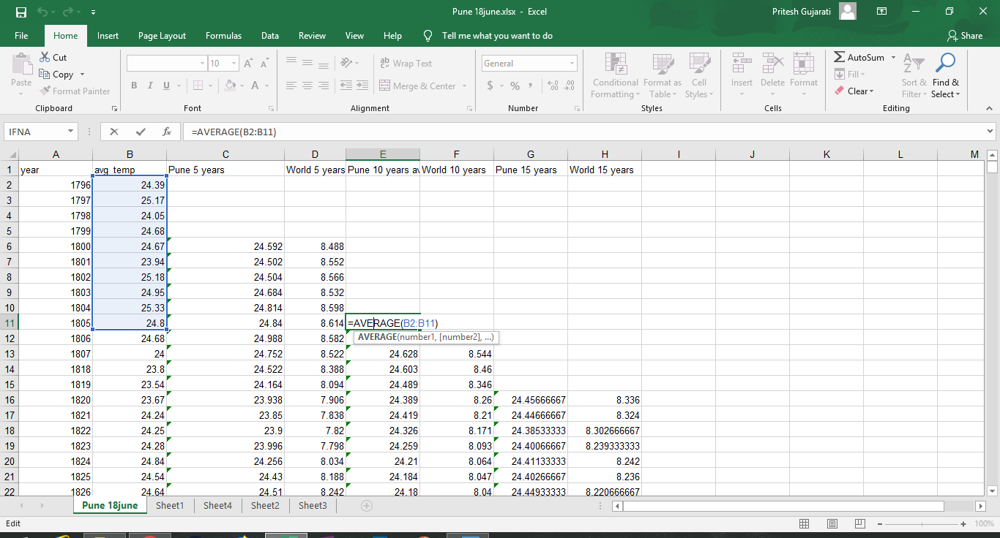 Pune 18june.xlsx - Excel Pritesh Gujarati
File Home Insert Page Layout Formulas Data Review View Help Tell me what you want to do Share
Paste Cut Copy Format Painter
10 B I U
Wrap Text Merge & Center
General $ % ,
Conditional Formatting Format as Table Cell Styles
Insert Delete Format
AutoSum Fill Clear Sort & Filter Find & Select
Clipboard Font Alignment Number Styles Cells Editing
IFNA fx =AVERAGE(B2:B11)
A B C D E F G H I J K L M
1 year avg_temp Pune 5 years World 5 years Pune 10 years av World 10 years Pune 15 years World 15 years
2 1796 24.39
3 1797 25.17
4 1798 24.05
5 1799 24.68
6 1800 24.67 24.592 8.488
7 1801 23.94 24.502 8.552
8 1802 25.18 24.504 8.566
9 1803 24.95 24.684 8.532
10 1804 25.33 24.814 8.598
11 1805 24.8 24.84 8.614 =AVERAGE(B2:B11)
12 1806 24.68 24.988 8.582 AVERAGE(number1, [number2], ...)
13 1807 24 24.752 8.522 24.628 8.544
14 1818 23.8 24.522 8.388 24.603 8.46
15 1819 23.54 24.164 8.094 24.489 8.346
16 1820 23.67 23.938 7.906 24.389 8.26 24.45666667 8.336
17 1821 24.24 23.85 7.838 24.419 8.21 24.44666667 8.324
18 1822 24.25 23.9 7.82 24.326 8.171 24.38533333 8.302666667
19 1823 24.28 23.996 7.798 24.259 8.093 24.40066667 8.239333333
20 1824 24.84 24.256 8.034 24.21 8.064 24.41133333 8.242
21 1825 24.54 24.43 8.188 24.184 8.047 24.40266667 8.236
22 1826 24.64 24.51 8.242 24.18 8.04 24.44933333 8.220666667
Pune 18june Sheet1 Sheet4 Sheet2 Sheet3
Edit 100%